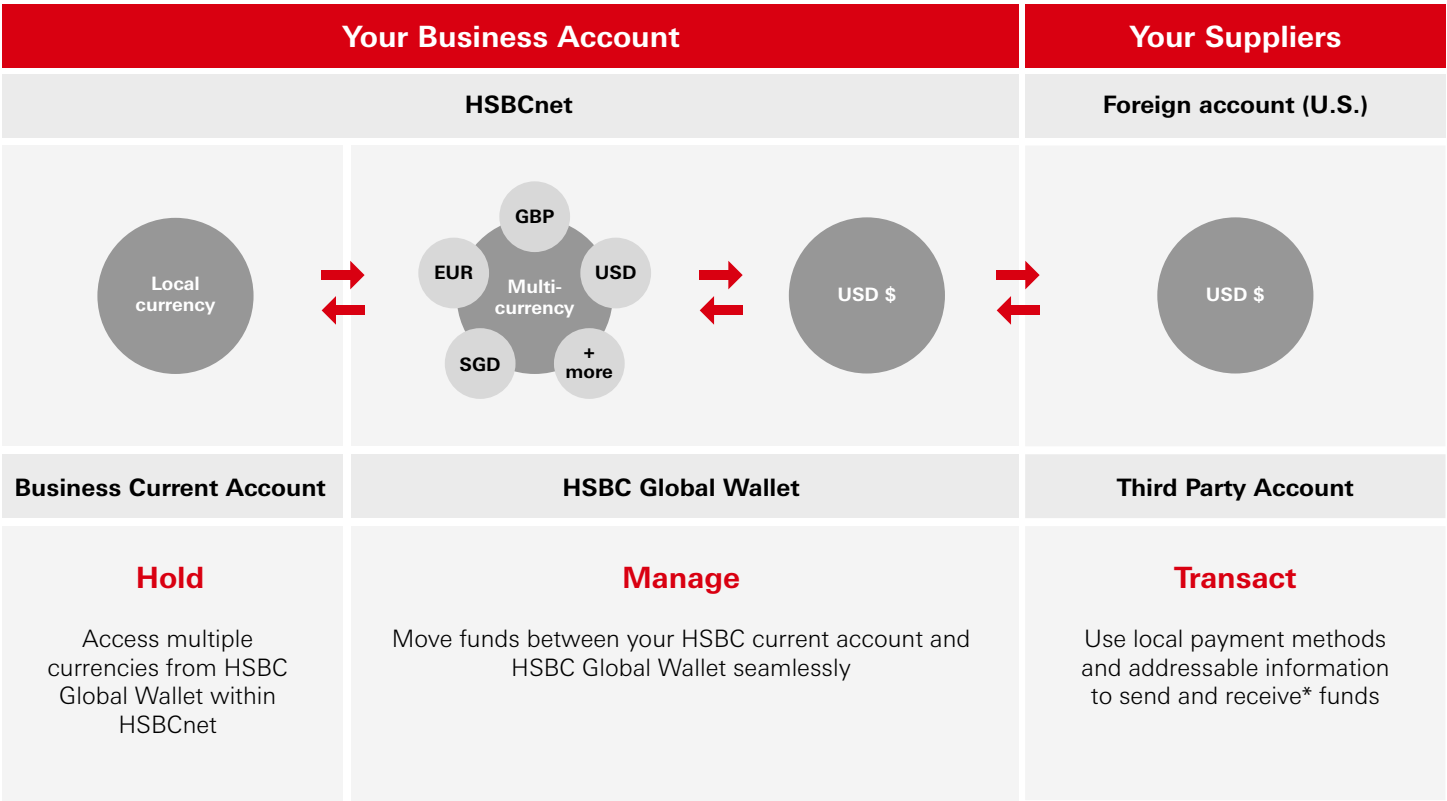 Your Business Account
Your Suppliers
HSBCnet
Foreign account (U.S.)
Local
currency
GBP
EUR
USD
Multi-
currency
SGD
+
more
USD $
USD $
Business Current Account
HSBC Global Wallet
Third Party Account
Hold
Access multiple
currencies from HSBC
Global Wallet within
HSBCnet
Manage
Move funds between your HSBC current account and
HSBC Global Wallet seamlessly
Transact
Use local payment methods
and addressable information
to send and receive* funds